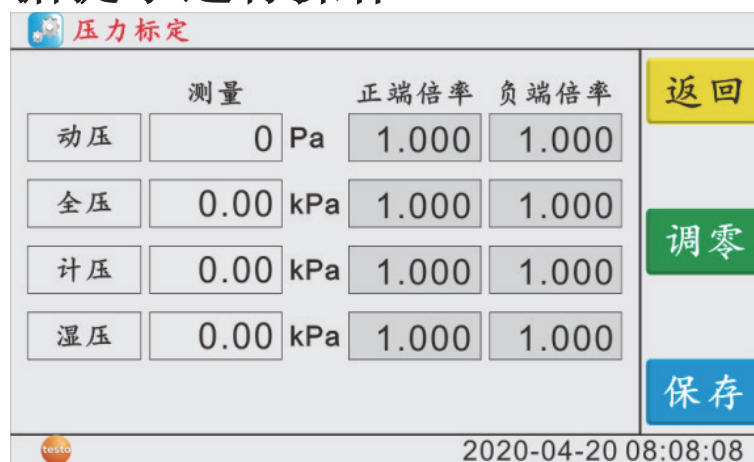 压力标定
测量 正端倍率 负端倍率
返回
动压 0 Pa 1.000 1.000
全压 0.00 kPa 1.000 1.000
调零
计压 0.00 kPa 1.000 1.000
湿压 0.00 kPa 1.000 1.000
保存
testo 2020-04-20 08:08:08